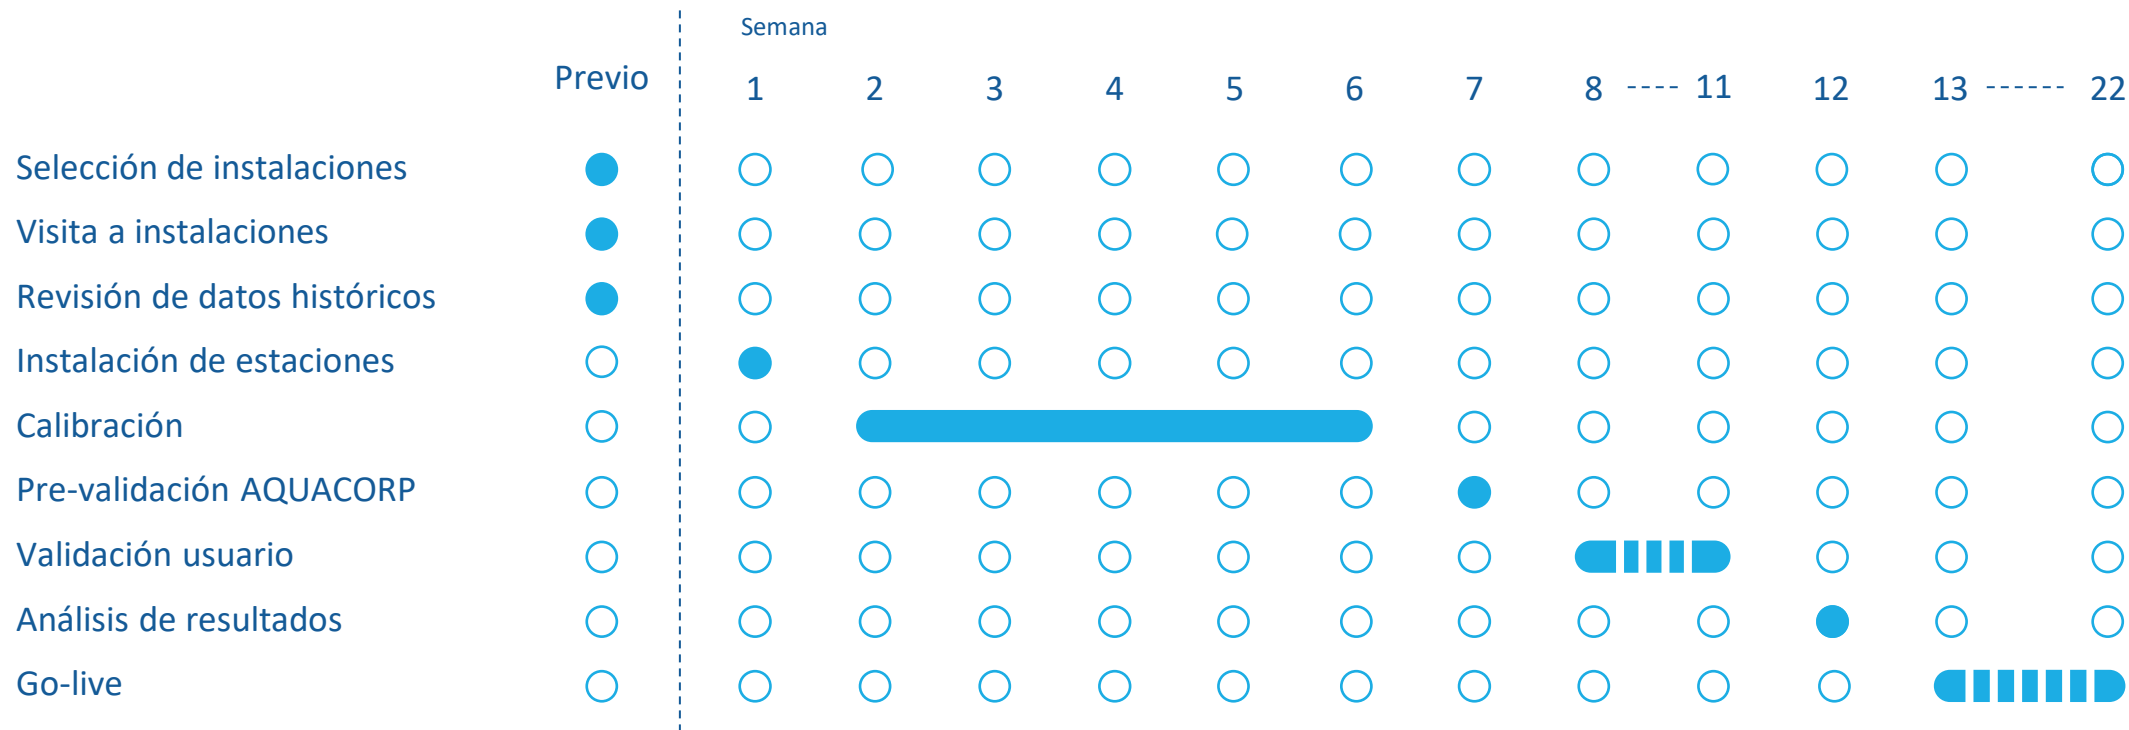 Semana
Previo 1 2 3 4 5 6 7 8 ---- 11 12 13 ------ 22
Selección de instalaciones
Visita a instalaciones
Revisión de datos históricos
Instalación de estaciones
Calibración
Pre-validación AQUACORP
Validación usuario
Análisis de resultados
Go-live